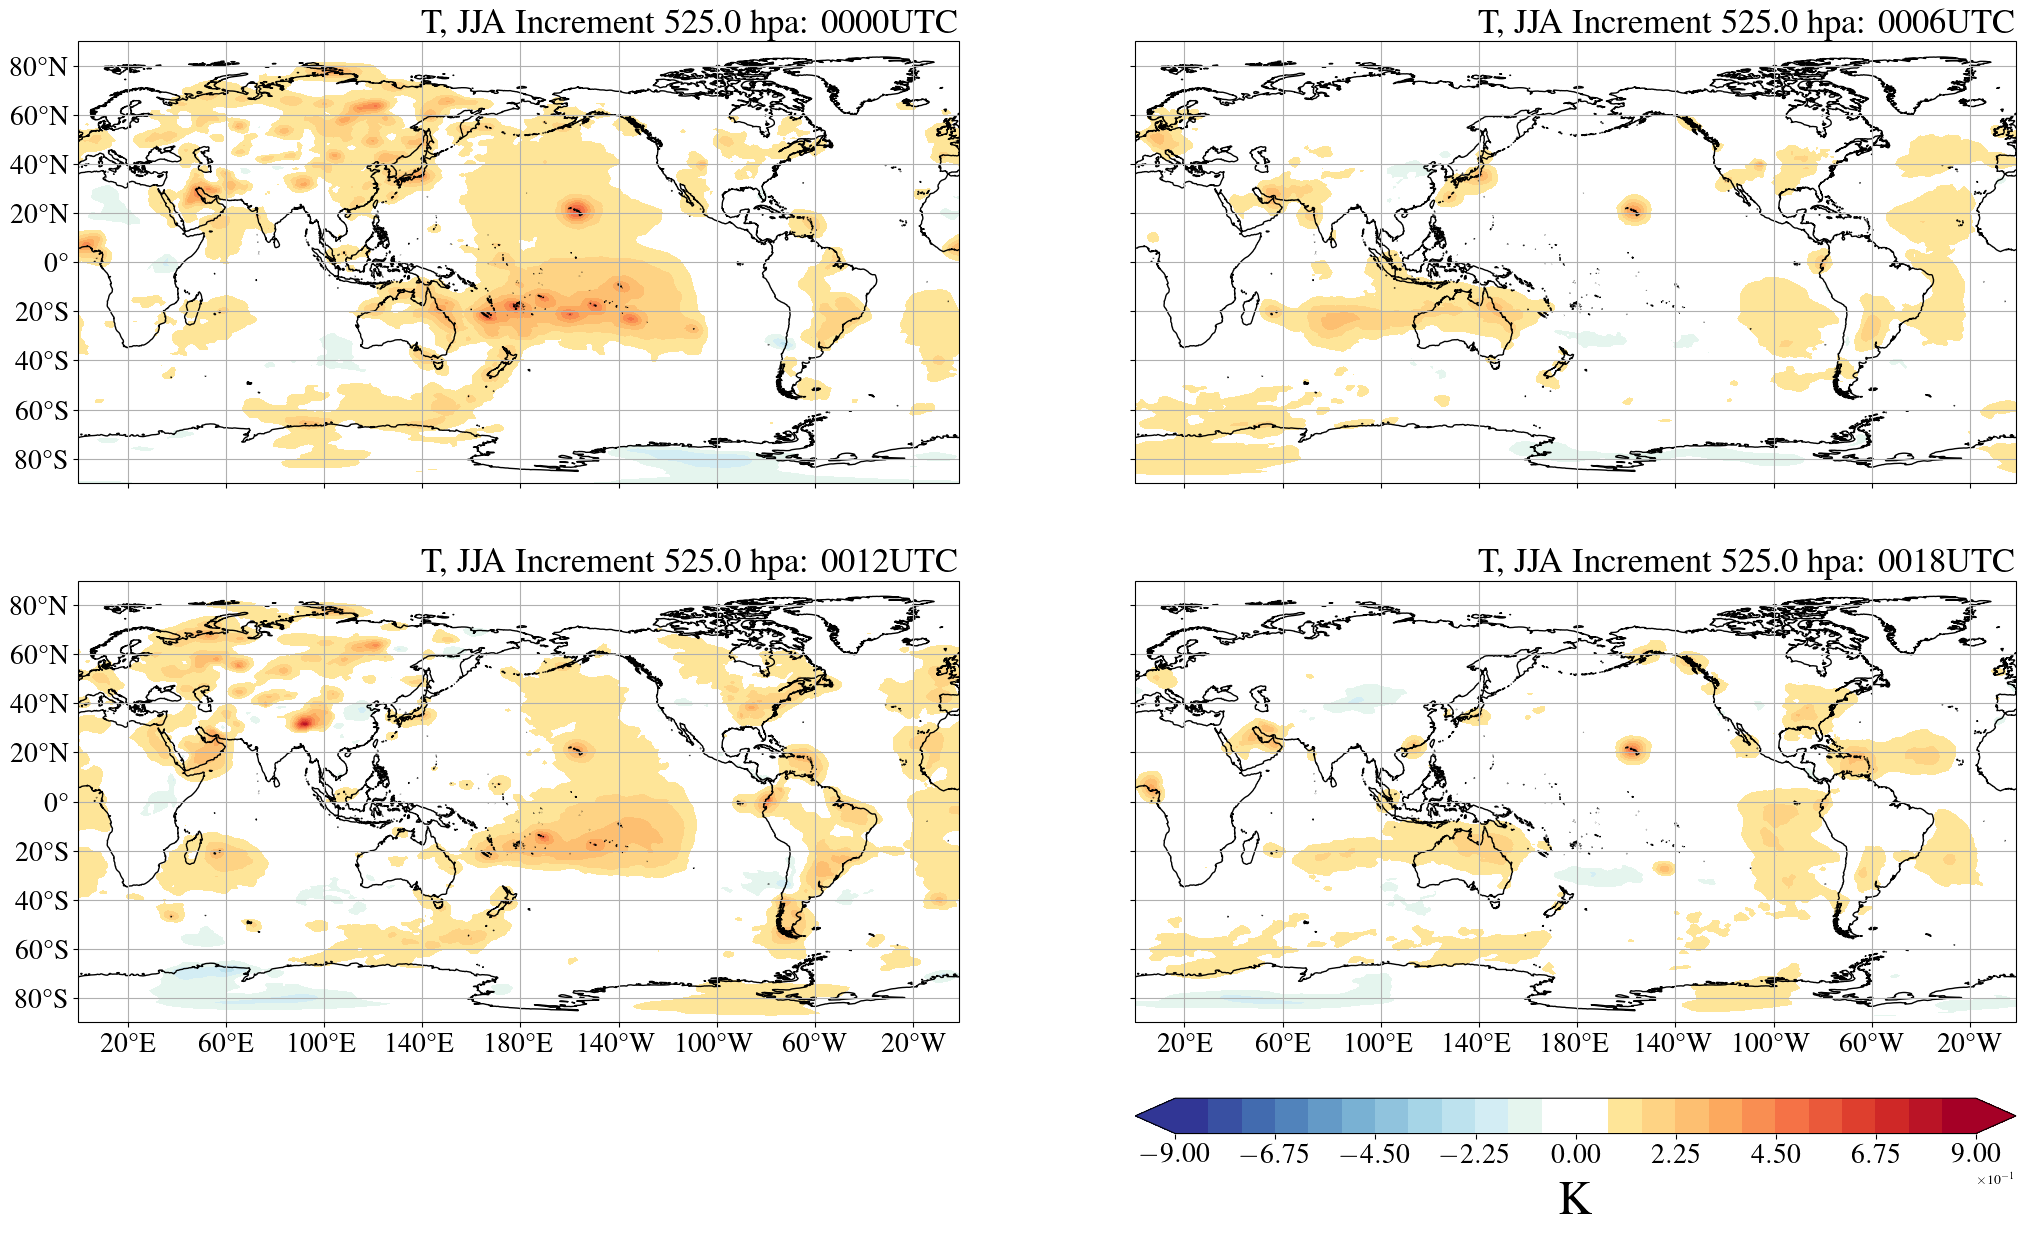 T, JJA Increment 525.0 hpa: 0000UTC
T, JJA Increment 525.0 hpa: 0006UTC
80°N
60°N
40°N
20°N
0°
20°S
40°S
60°S
80°S
T, JJA Increment 525.0 hpa: 0012UTC
T, JJA Increment 525.0 hpa: 0018UTC
80°N
60°N
40°N
20°N
0°
20°S
40°S
60°S
80°S
20°E 60°E 100°E 140°E 180°E 140°W 100°W 60°W 20°W
20°E 60°E 100°E 140°E 180°E 140°W 100°W 60°W 20°W
−9.00 −6.75 −4.50 −2.25 0.00 2.25 4.50 6.75 9.00
×10⁻¹
K